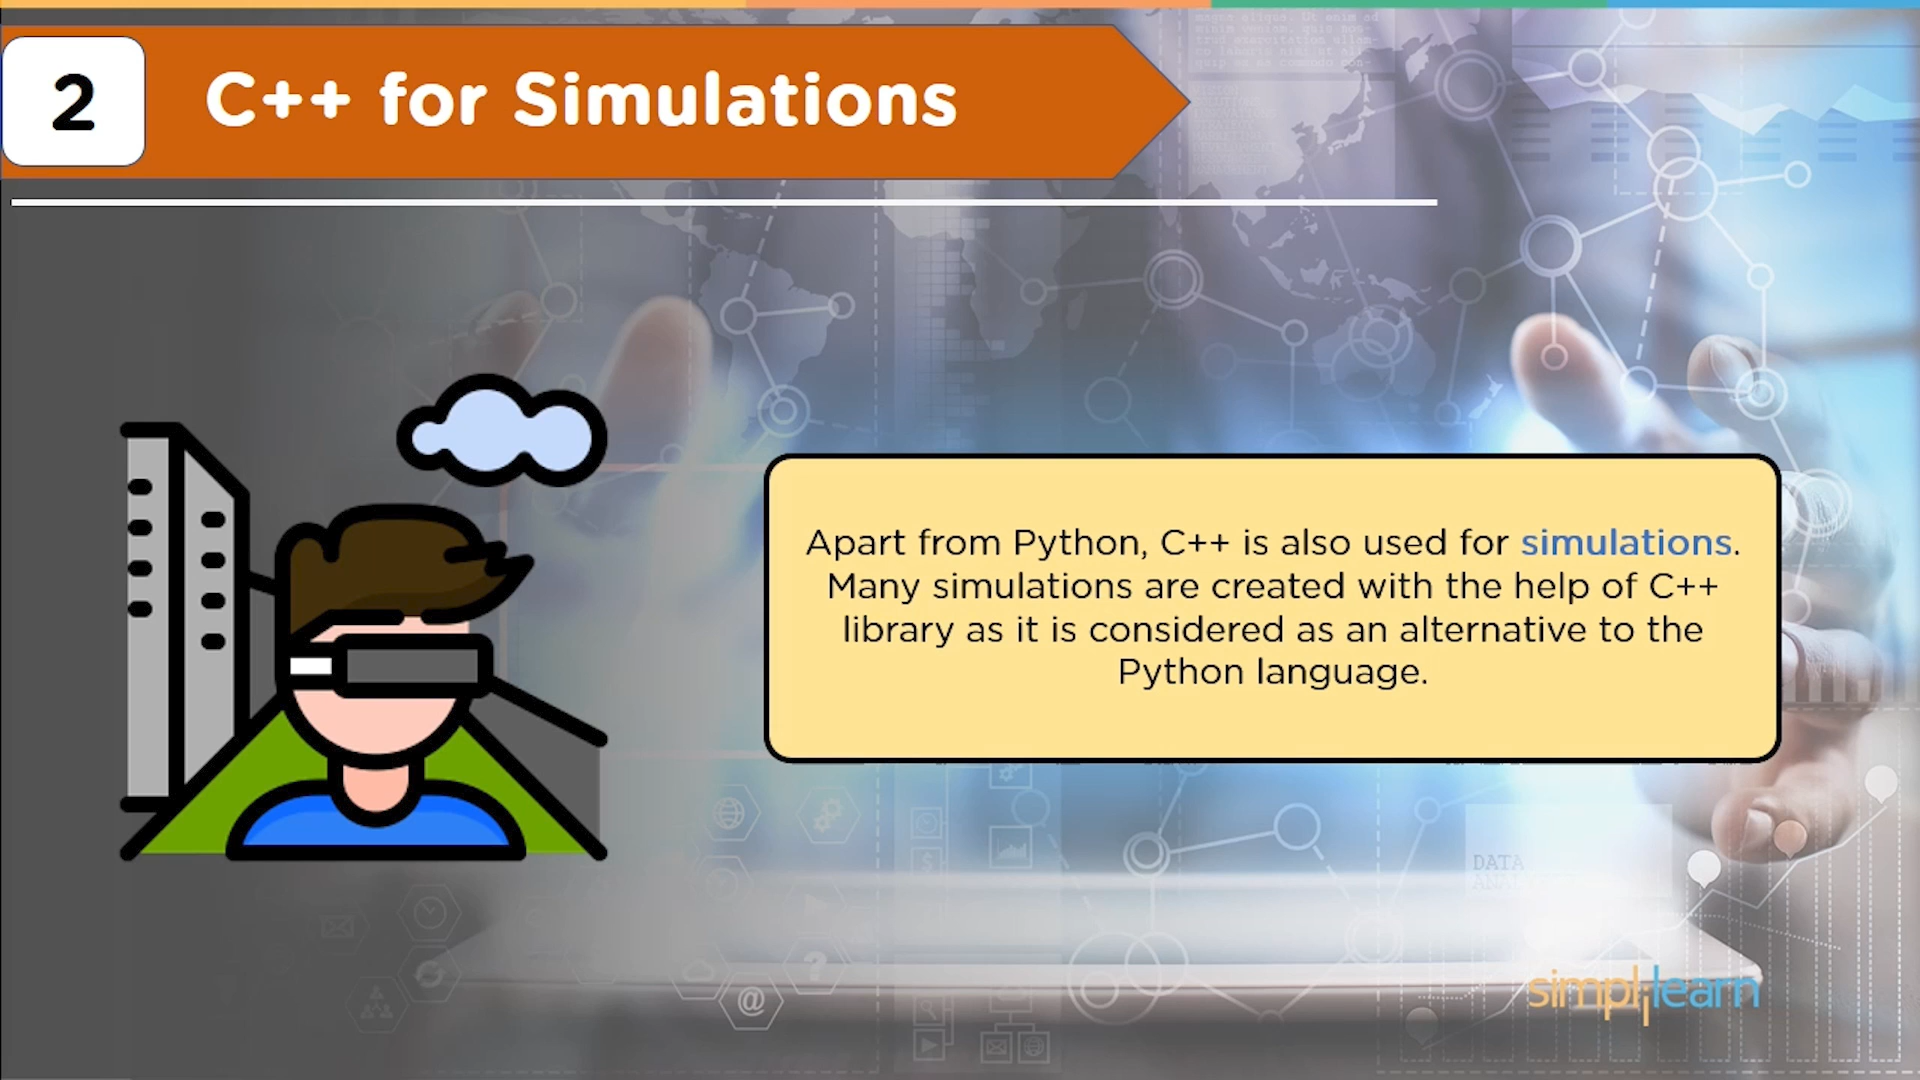 2
C++ for Simulations
Apart from Python, C++ is also used for simulations.
Many simulations are created with the help of C++
library as it is considered as an alternative to the
Python language.
DATA
simplilearn